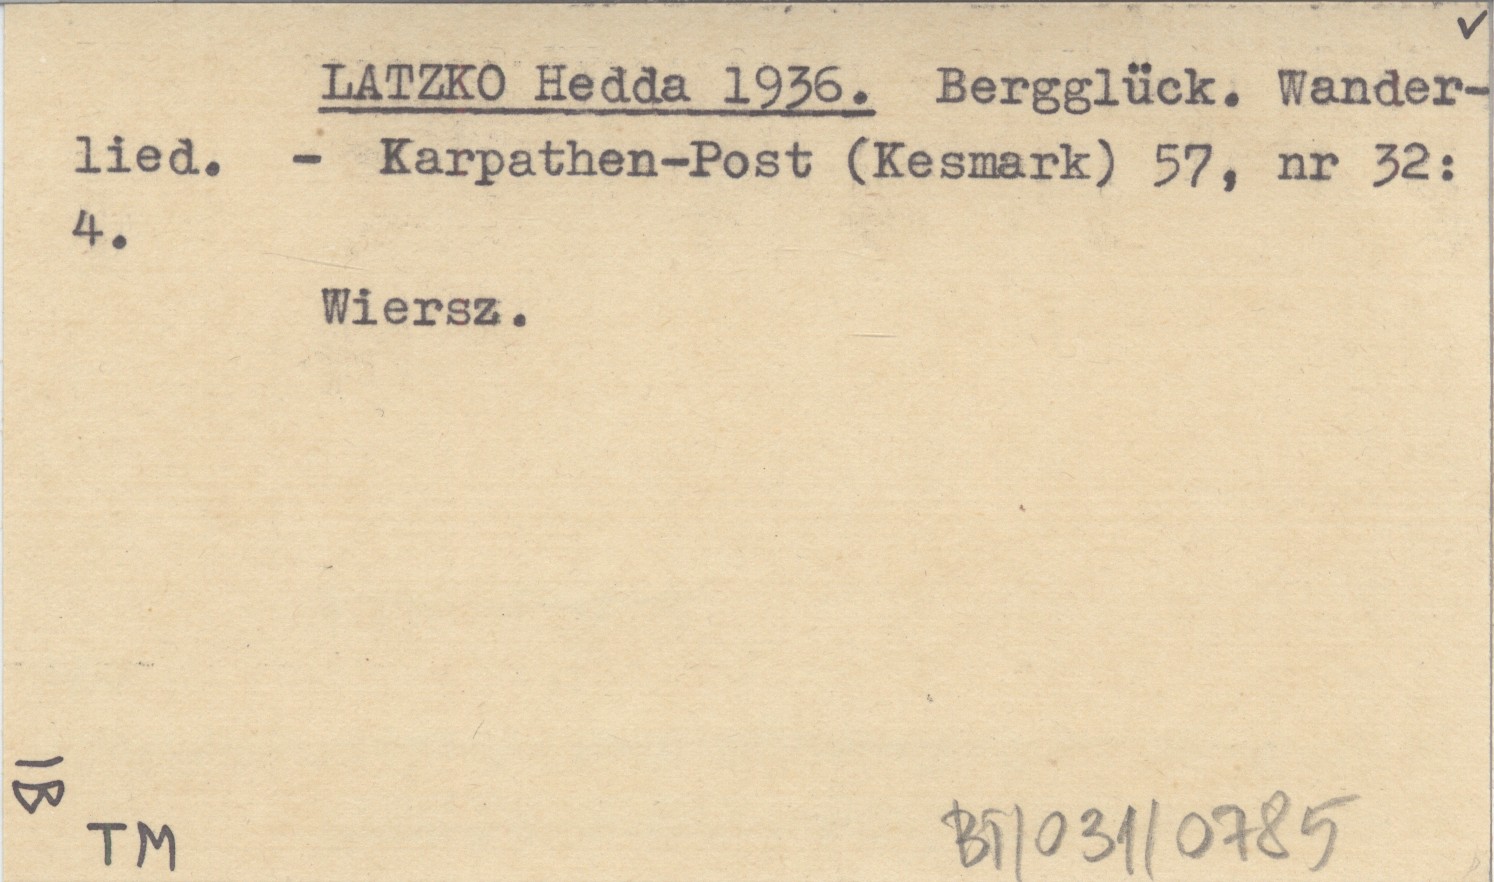 ✓
LATZKO Hedda 1936. Bergglück. Wander-
lied. - Karpathen-Post (Kesmark) 57, nr 32:
4.
Wiersz.
IB
TM
BT/031/0785